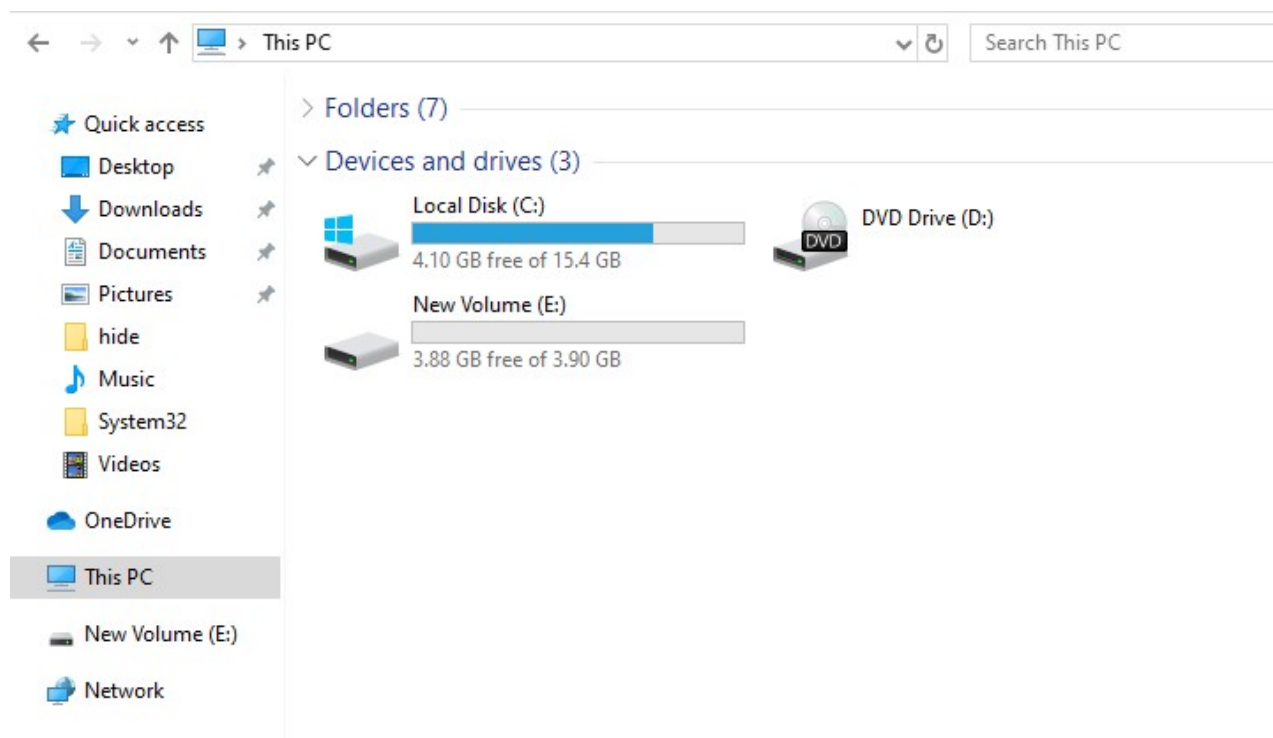 This PC
Search This PC
Quick access
Desktop
Downloads
Documents
Pictures
hide
Music
System32
Videos
OneDrive
This PC
New Volume (E:)
Network
Folders (7)
Devices and drives (3)
Local Disk (C:)
4.10 GB free of 15.4 GB
DVD Drive (D:)
DVD
New Volume (E:)
3.88 GB free of 3.90 GB